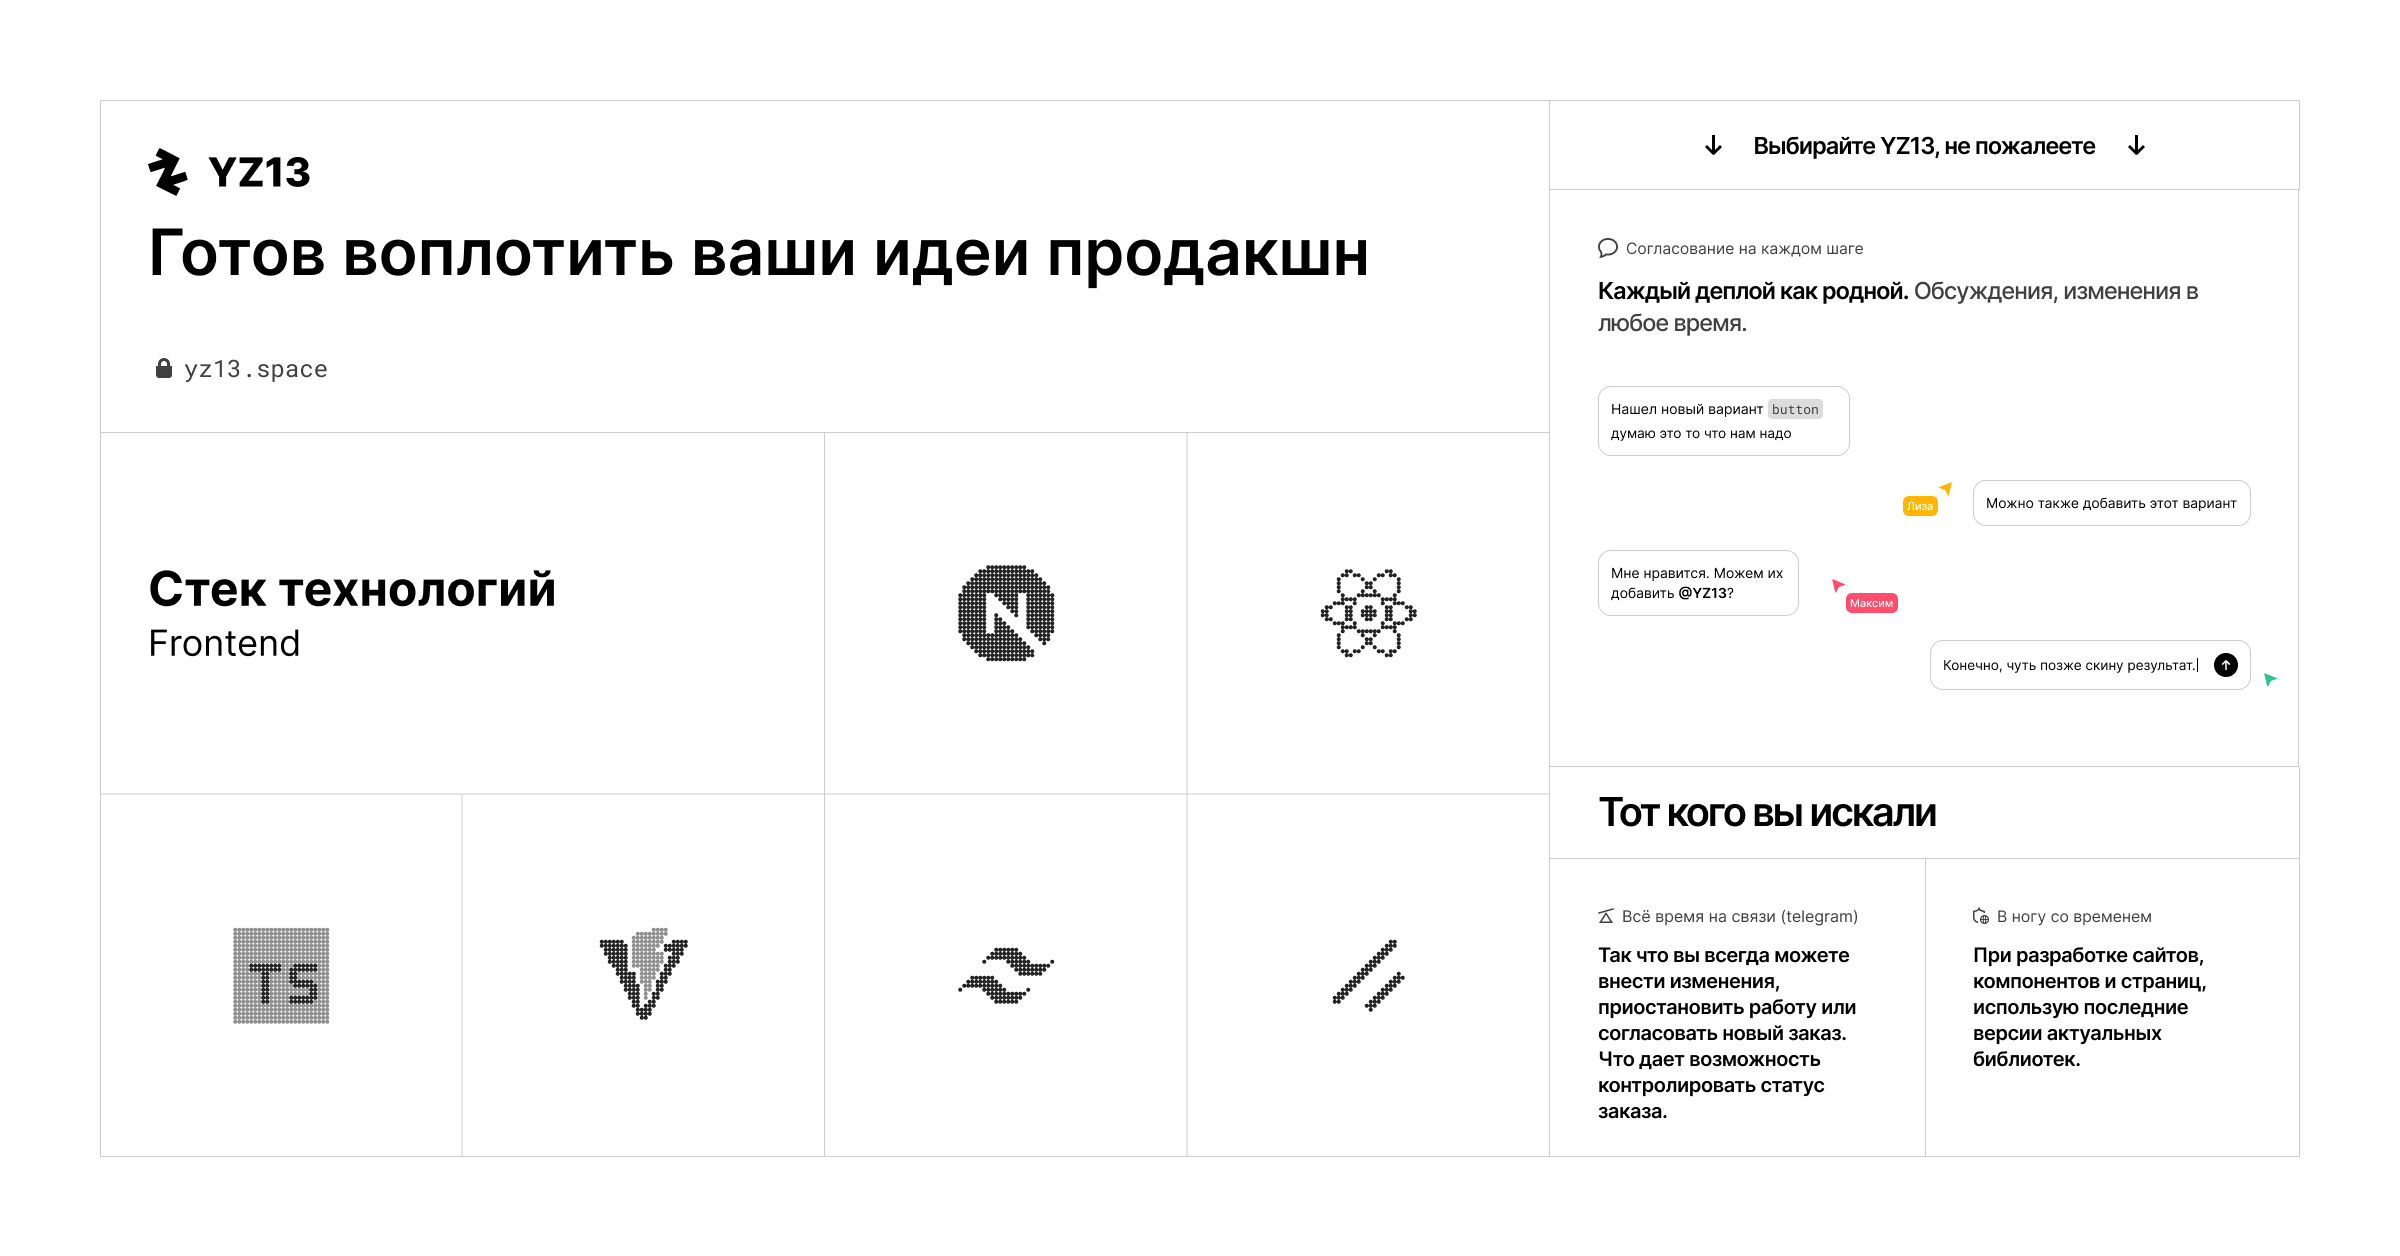 YZ13
Готов воплотить ваши идеи продакшн
yz13.space
Стек технологий
Frontend
N
TS
Выбирайте YZ13, не пожалеете
Согласование на каждом шаге
Каждый деплой как родной. Обсуждения, изменения в
любое время.
Нашел новый вариант button
думаю это то что нам надо
Лиза
Можно также добавить этот вариант
Мне нравится. Можем их
добавить @YZ13?
Максим
Конечно, чуть позже скину результат.
Тот кого вы искали
Всё время на связи (telegram)
Так что вы всегда можете
внести изменения,
приостановить работу или
согласовать новый заказ.
Что дает возможность
контролировать статус
заказа.
В ногу со временем
При разработке сайтов,
компонентов и страниц,
использую последние
версии актуальных
библиотек.